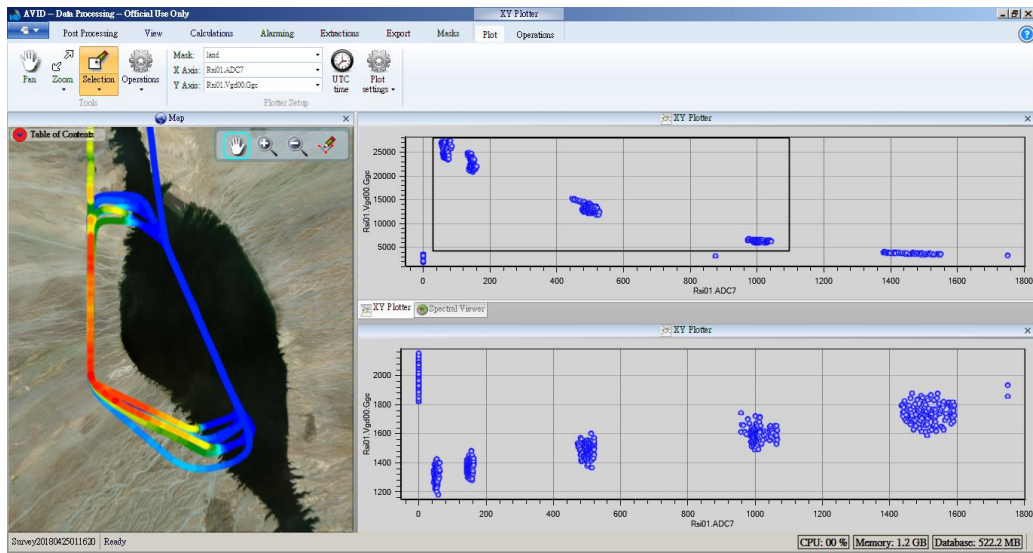 AVID – Data Processing – Official Use Only
XY Plotter
Post Processing View Calculations Alarming Extractions Export Masks Plot Operations
Pan Zoom Selection Operations
Mask: land
X Axis: Rsi01.ADC7
Y Axis: Rsi01.Vgd00.Ggc
UTC time
Plot settings
Tools
Plotter Setup
Map
Table of Contents
XY Plotter
Rsi01.Vgd00.Ggc
25000
20000
15000
10000
5000
0 200 400 600 800 1000 1200 1400 1600 1800
Rsi01.ADC7
XY Plotter Spectral Viewer
XY Plotter
Rsi01.Vgd00.Ggc
2000
1800
1600
1400
1200
0 200 400 600 800 1000 1200 1400 1600 1800
Rsi01.ADC7
Survey20180425011620 Ready
CPU: 00 % Memory: 1.2 GB Database: 522.2 MB